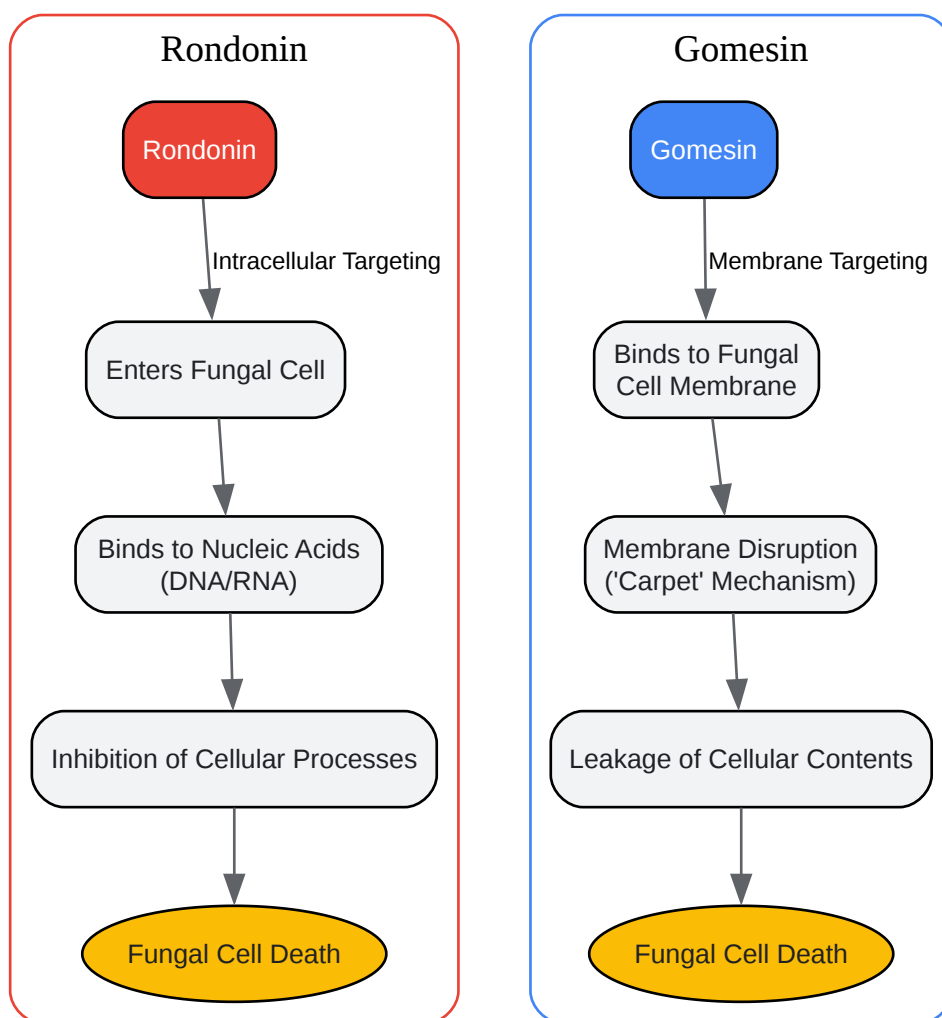 Rondonin
Rondonin
Intracellular Targeting
Enters Fungal Cell
Binds to Nucleic Acids
(DNA/RNA)
Inhibition of Cellular Processes
Fungal Cell Death
Gomesin
Gomesin
Membrane Targeting
Binds to Fungal
Cell Membrane
Membrane Disruption
('Carpet' Mechanism)
Leakage of Cellular Contents
Fungal Cell Death